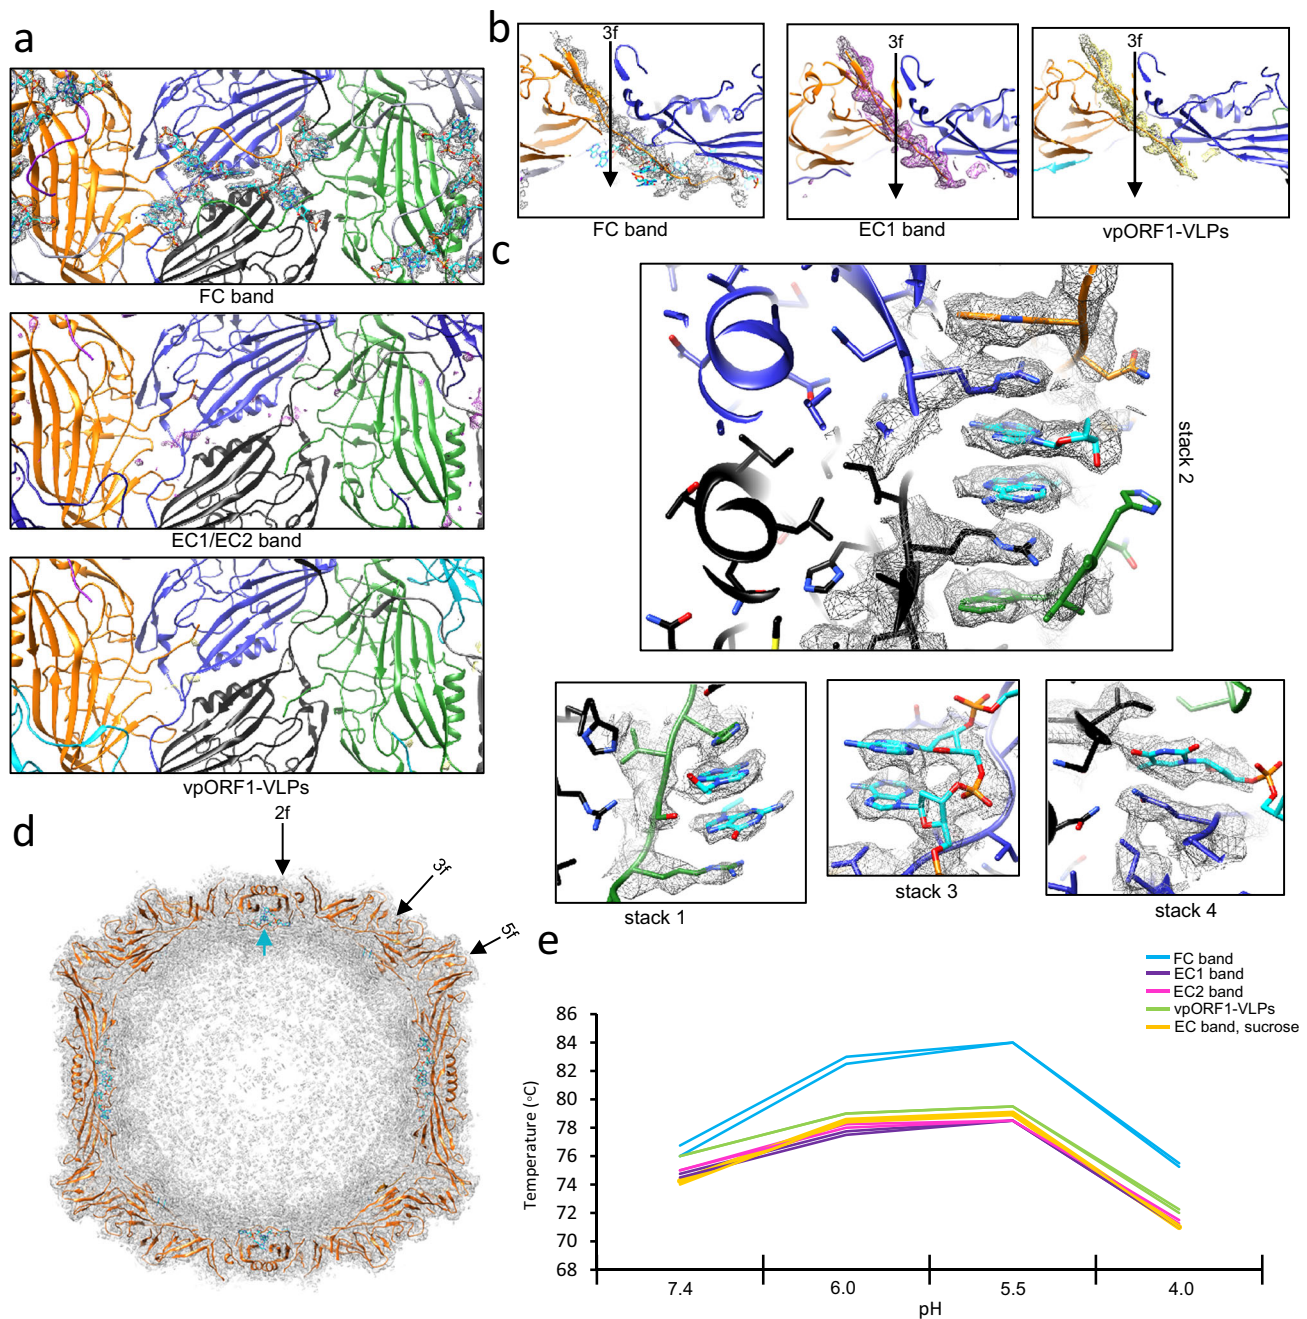 a
FC band
EC1/EC2 band
vpORF1-VLPs
b
3f
FC band
3f
EC1 band
3f
vpORF1-VLPs
c
stack 2
stack 1
stack 3
stack 4
d
2f
3f
5f
e
FC band
EC1 band
EC2 band
vpORF1-VLPs
EC band, sucrose
Temperature (°C)
86
84
82
80
78
76
74
72
70
68
7.4
6.0
5.5
4.0
pH